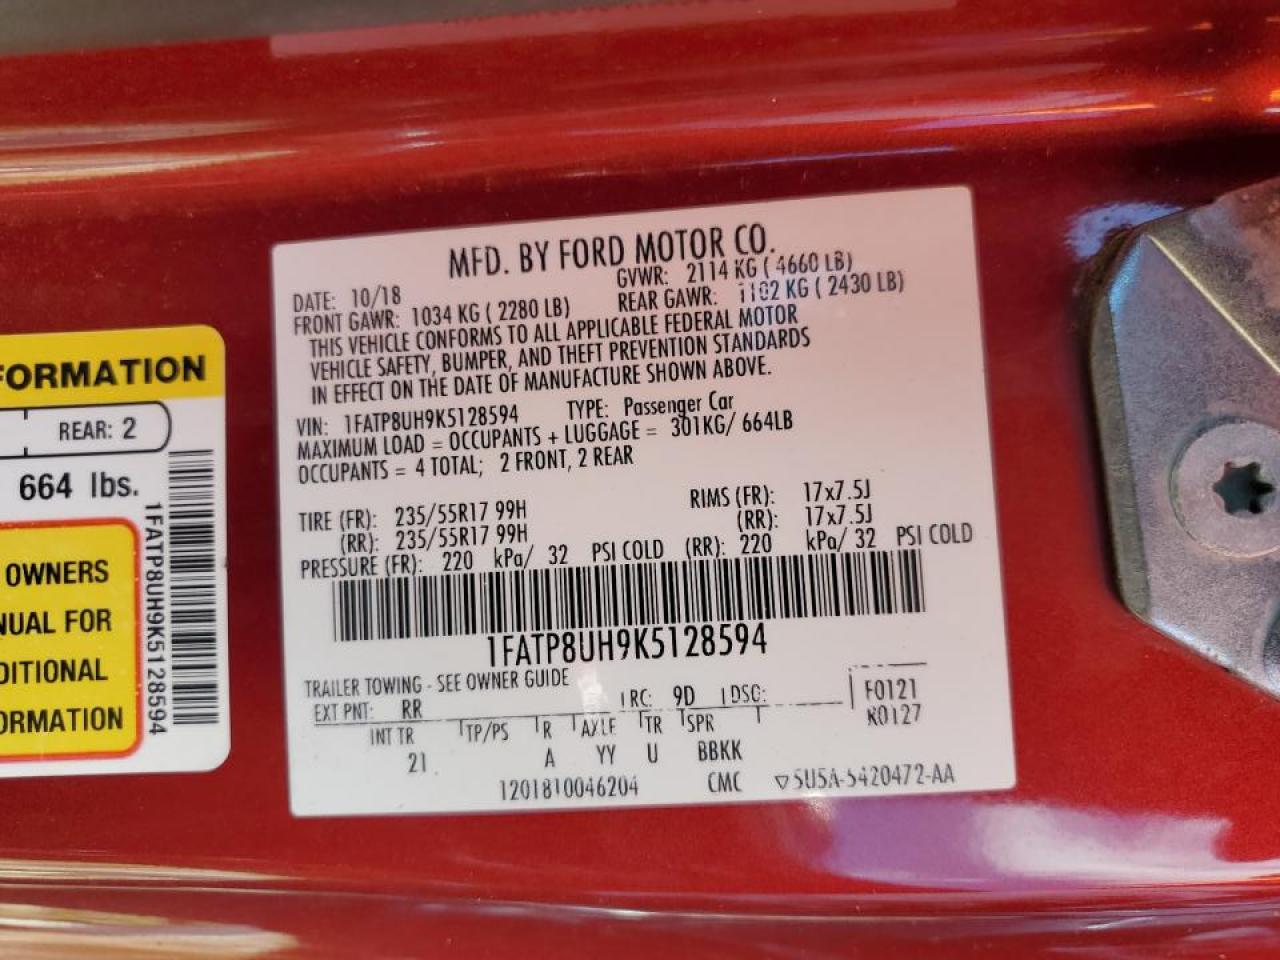 FORMATION
REAR: 2
664 lbs.
OWNERS
NUAL FOR
DITIONAL
ORMATION
1FATP8UH9K5128594
MFD. BY FORD MOTOR CO.
DATE: 10/18 GVWR: 2114 KG ( 4660 LB)
FRONT GAWR: 1034 KG ( 2280 LB) REAR GAWR: 1102 KG ( 2430 LB)
THIS VEHICLE CONFORMS TO ALL APPLICABLE FEDERAL MOTOR
VEHICLE SAFETY, BUMPER, AND THEFT PREVENTION STANDARDS
IN EFFECT ON THE DATE OF MANUFACTURE SHOWN ABOVE.
VIN: 1FATP8UH9K5128594 TYPE: Passenger Car
MAXIMUM LOAD = OCCUPANTS + LUGGAGE = 301KG/ 664LB
OCCUPANTS = 4 TOTAL; 2 FRONT, 2 REAR
TIRE (FR): 235/55R17 99H RIMS (FR): 17x7.5J
(RR): 235/55R17 99H (RR): 17x7.5J
PRESSURE (FR): 220 kPa/ 32 PSI COLD (RR): 220 kPa/ 32 PSI COLD
1FATP8UH9K5128594
TRAILER TOWING - SEE OWNER GUIDE
EXT PNT: RR RC: 9D DSO: F0121
R0127
INT TR TP/PS R AXLE TR SPR
21 A YY U BBKK
1201810046204 CMC ▽5U5A-5420472-AA